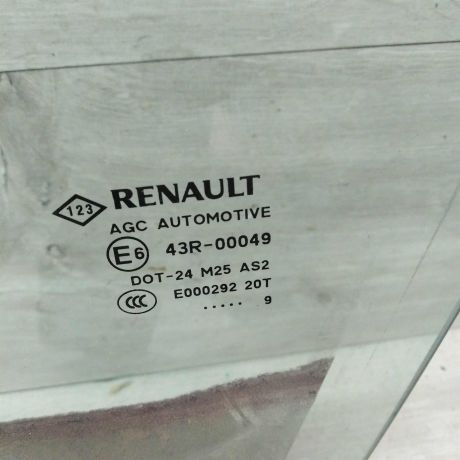 123 RENAULT
AGC AUTOMOTIVE
E6 43R-00049
DOT-24 M25 AS2
CCC E000292 20T
..... 9